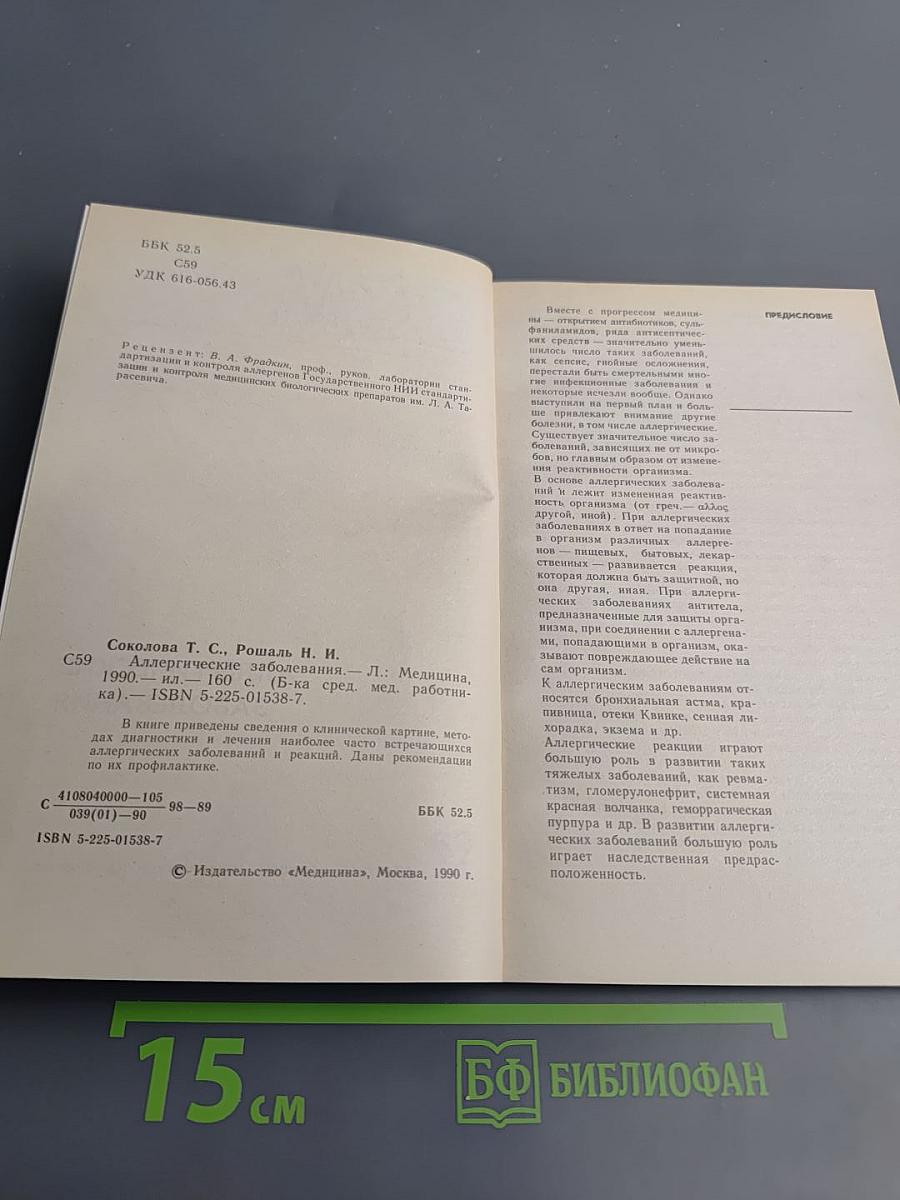 ББК 52.5
С59
УДК 616-056.43
Рецензент: В. А. Фрадкин, проф., руков. лаборатории стан-
дартизации и контроля аллергенов Государственного НИИ стандарти-
зации и контроля медицинских биологических препаратов им. Л. А. Та-
расевича.
Соколова Т. С., Рошаль Н. И.
С59 Аллергические заболевания.— Л.: Медицина,
1990.— ил.— 160 с. (Б-ка сред. мед. работни-
ка).— ISBN 5-225-01538-7.
В книге приведены сведения о клинической картине, мето-
дах диагностики и лечения наиболее часто встречающихся
аллергических заболеваний и реакций. Даны рекомендации
по их профилактике.
С 4108040000—105 98—89
039(01)—90
ББК 52.5
ISBN 5-225-01538-7
© Издательство «Медицина», Москва, 1990 г.
ПРЕДИСЛОВИЕ
Вместе с прогрессом медици-
ны — открытием антибиотиков, суль-
фаниламидов, ряда антисептичес-
ких средств — значительно умень-
шилось число таких заболеваний,
как сепсис, гнойные осложнения,
перестали быть смертельными мно-
гие инфекционные заболевания и
некоторые исчезли вообще. Однако
выступили на первый план и боль-
ше привлекают внимание другие
болезни, в том числе аллергические.
Существует значительное число за-
болеваний, зависящих не от микро-
бов, но главным образом от измене-
ния реактивности организма.
В основе аллергических заболева-
ний и лежит измененная реактив-
ность организма (от греч.— αλλος
другой, иной). При аллергических
заболеваниях в ответ на попадание
в организм различных аллерге-
нов — пищевых, бытовых, лекар-
ственных — развивается реакция,
которая должна быть защитной, но
она другая, иная. При аллерги-
ческих заболеваниях антитела,
предназначенные для защиты орга-
низма, при соединении с аллергена-
ми, попадающими в организм, ока-
зывают повреждающее действие на
сам организм.
К аллергическим заболеваниям от-
носятся бронхиальная астма, кра-
пивница, отеки Квинке, сенная ли-
хорадка, экзема и др.
Аллергические реакции играют
большую роль в развитии таких
тяжелых заболеваний, как ревма-
тизм, гломерулонефрит, системная
красная волчанка, геморрагическая
пурпура и др. В развитии аллерги-
ческих заболеваний большую роль
играет наследственная предрас-
положенность.
15 см
БФ БИБЛИОФАН